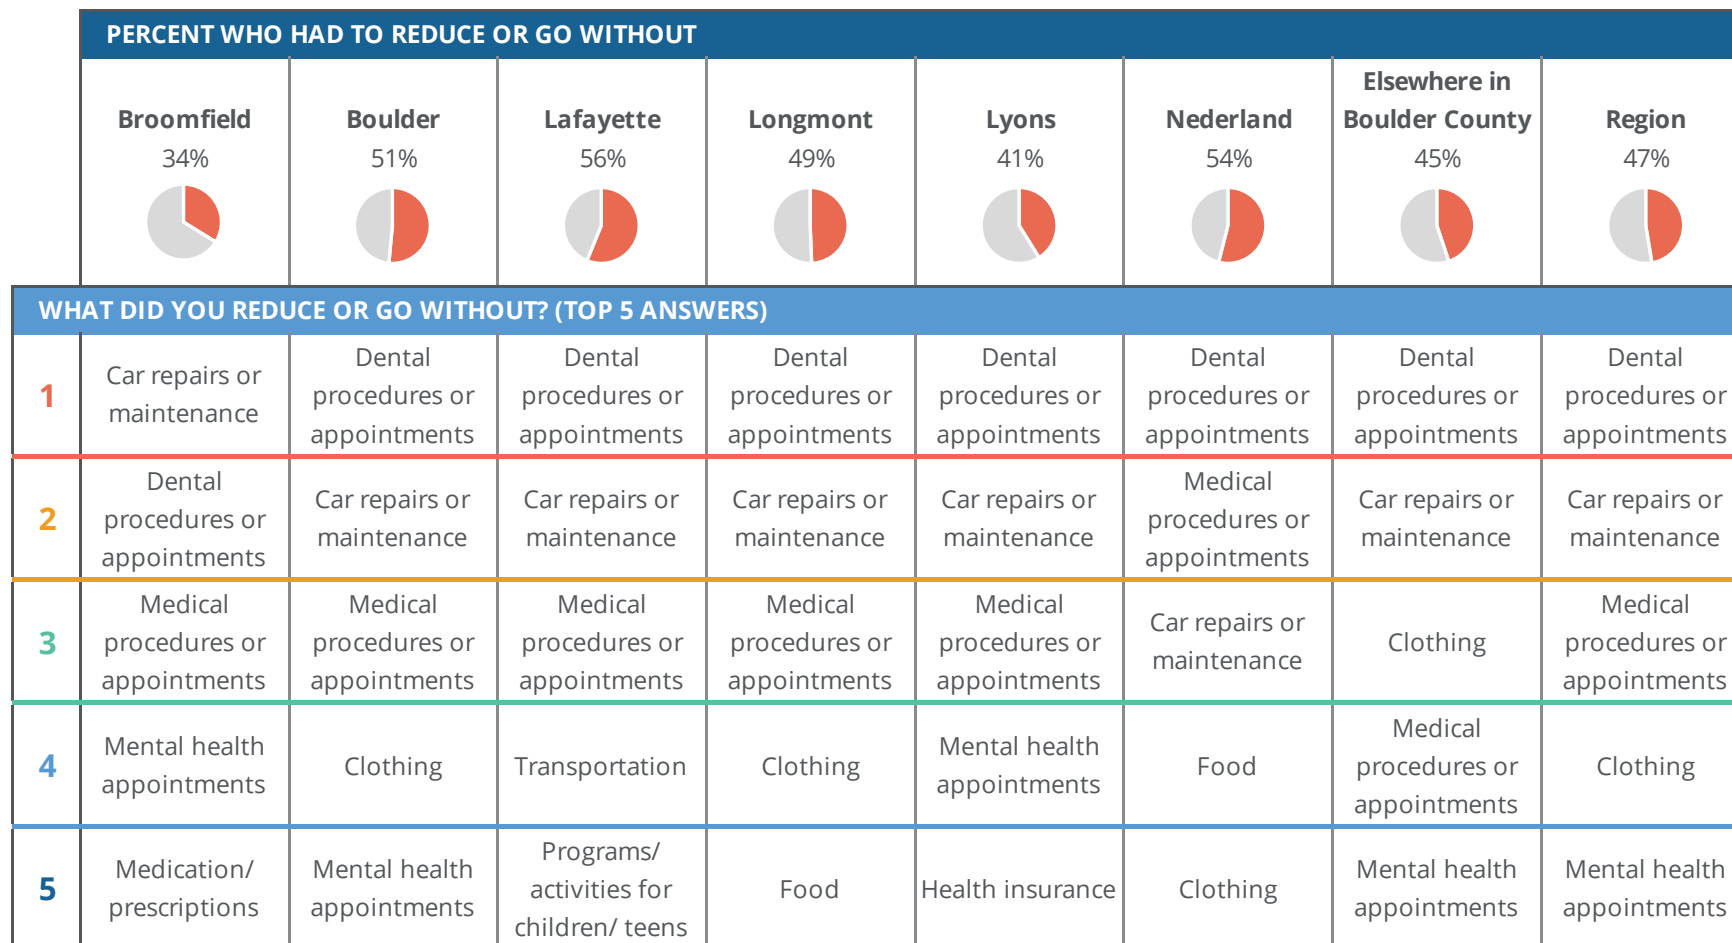 PERCENT WHO HAD TO REDUCE OR GO WITHOUT
Broomfield
34%
Boulder
51%
Lafayette
56%
Longmont
49%
Lyons
41%
Nederland
54%
Elsewhere in
Boulder County
45%
Region
47%
WHAT DID YOU REDUCE OR GO WITHOUT? (TOP 5 ANSWERS)
1
Car repairs or
maintenance
Dental
procedures or
appointments
Dental
procedures or
appointments
Dental
procedures or
appointments
Dental
procedures or
appointments
Dental
procedures or
appointments
Dental
procedures or
appointments
Dental
procedures or
appointments
2
Dental
procedures or
appointments
Car repairs or
maintenance
Car repairs or
maintenance
Car repairs or
maintenance
Car repairs or
maintenance
Medical
procedures or
appointments
Car repairs or
maintenance
Car repairs or
maintenance
3
Medical
procedures or
appointments
Medical
procedures or
appointments
Medical
procedures or
appointments
Medical
procedures or
appointments
Medical
procedures or
appointments
Car repairs or
maintenance
Clothing
Medical
procedures or
appointments
4
Mental health
appointments
Clothing
Transportation
Clothing
Mental health
appointments
Food
Medical
procedures or
appointments
Clothing
5
Medication/
prescriptions
Mental health
appointments
Programs/
activities for
children/ teens
Food
Health insurance
Clothing
Mental health
appointments
Mental health
appointments